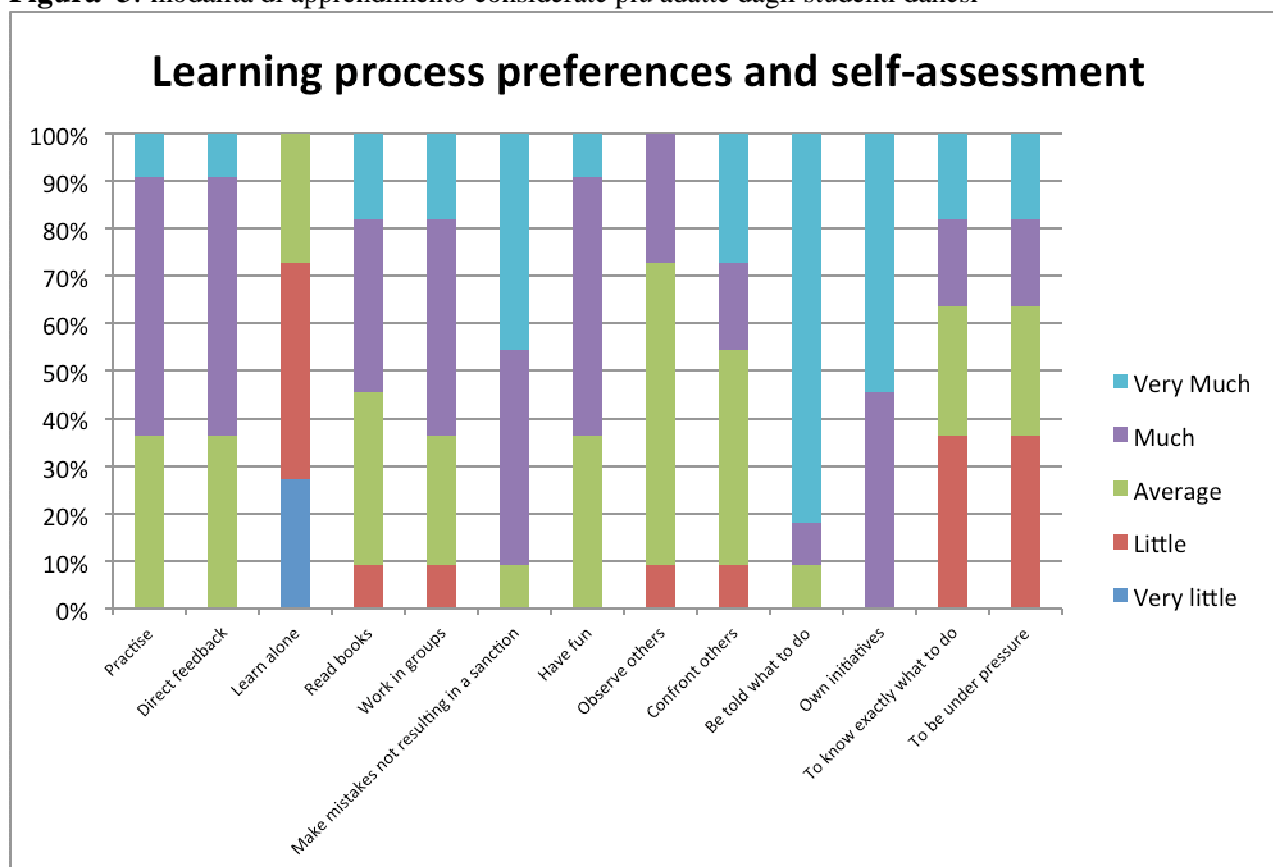 Figura 3: modalità di apprendimento considerate più adatte dagli studenti danesi
Learning process preferences and self-assessment
100%
90%
80%
70%
60%
50%
40%
30%
20%
10%
0%
Practise
Direct feedback
Learn alone
Read books
Work in groups
Make mistakes not resulting in a sanction
Have fun
Observe others
Confront others
Be told what to do
Own initiatives
To know exactly what to do
To be under pressure
Very Much
Much
Average
Little
Very little